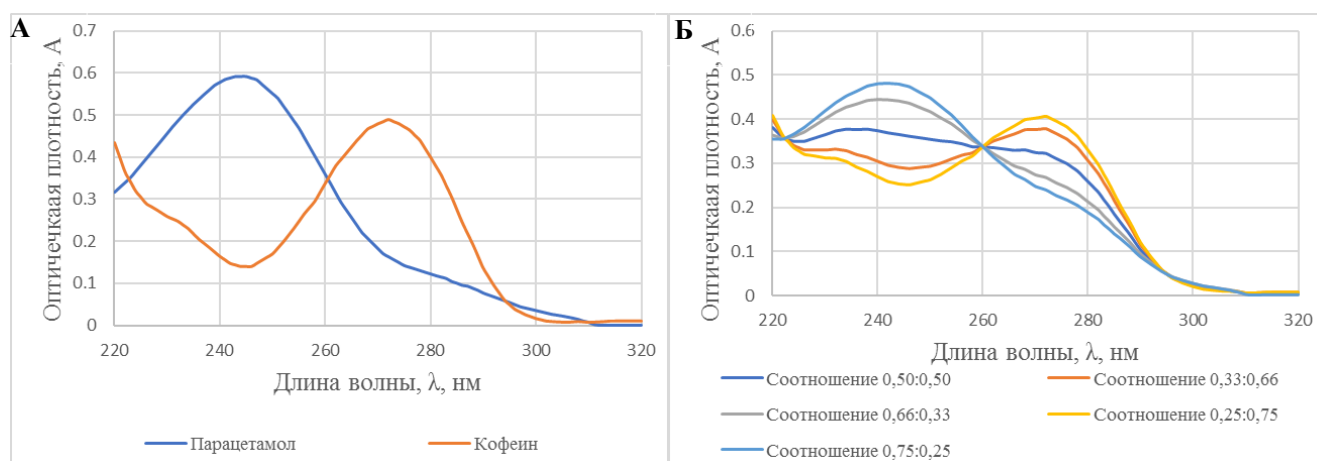 А
Оптичечкаая плотность, А
0.7
0.6
0.5
0.4
0.3
0.2
0.1
0
220
240
260
280
300
320
Длина волны, λ, нм
Парацетамол
Кофеин
Б
Оптичечкаая плотность, А
0.6
0.5
0.4
0.3
0.2
0.1
0
220
240
260
280
300
320
Длина волны, λ, нм
Соотношение 0,50:0,50
Соотношение 0,33:0,66
Соотношение 0,66:0,33
Соотношение 0,25:0,75
Соотношение 0,75:0,25